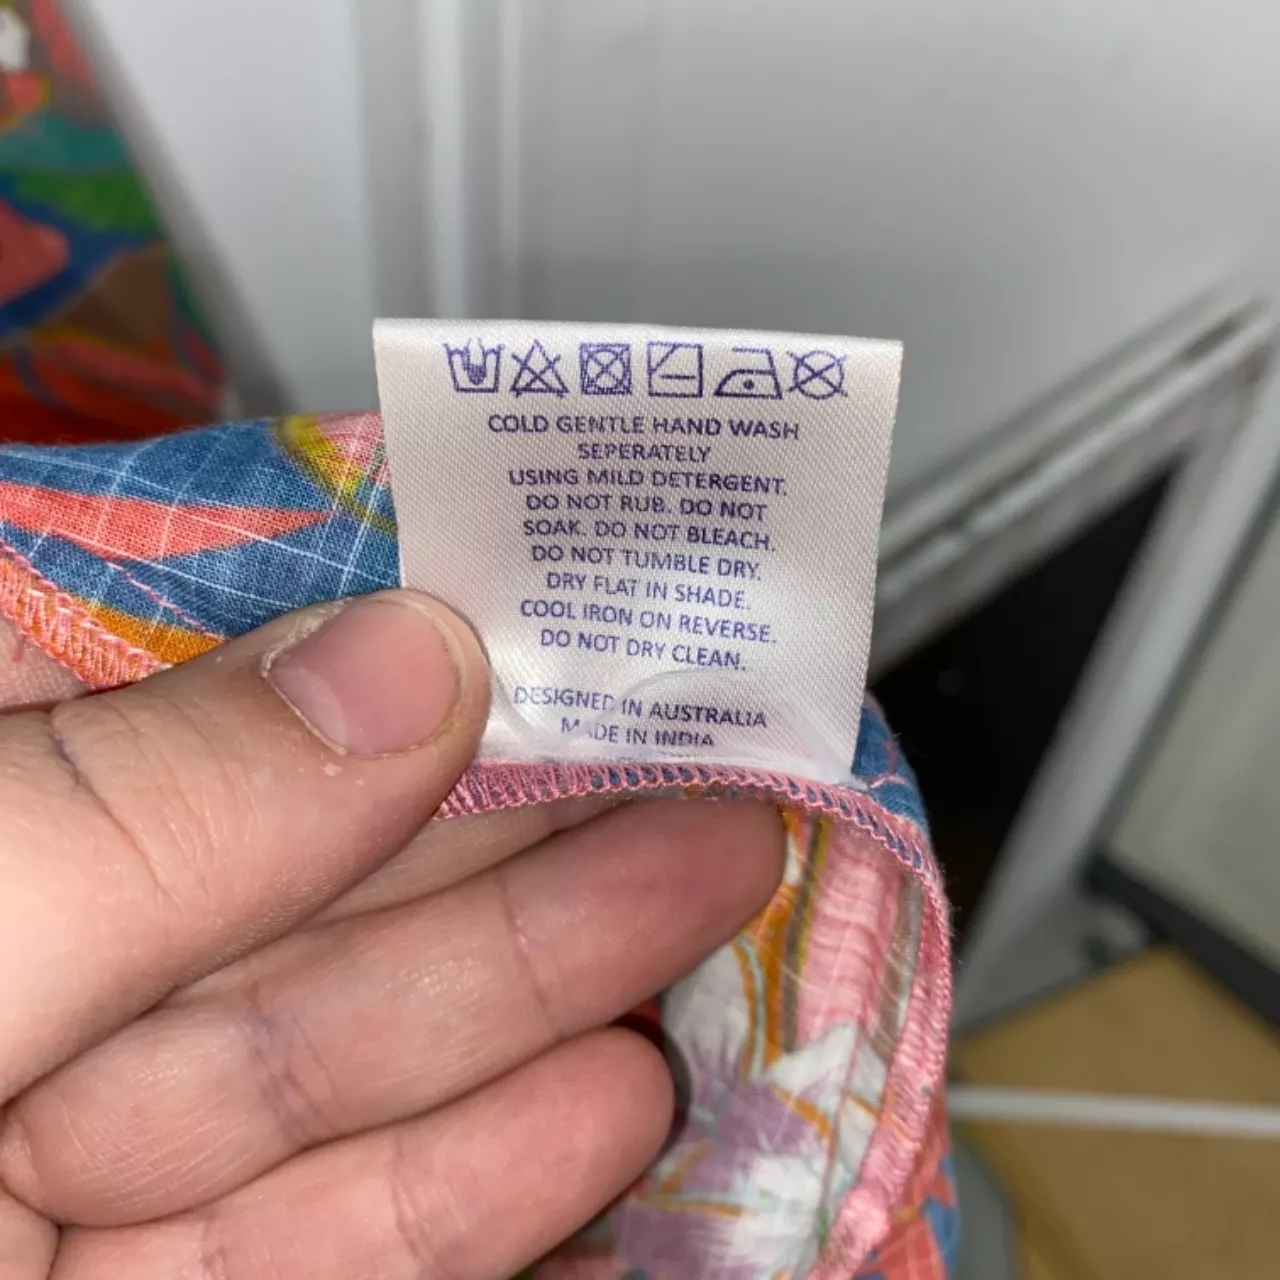 COLD GENTLE HAND WASH
SEPERATELY
USING MILD DETERGENT.
DO NOT RUB. DO NOT
SOAK. DO NOT BLEACH.
DO NOT TUMBLE DRY.
DRY FLAT IN SHADE.
COOL IRON ON REVERSE.
DO NOT DRY CLEAN.
DESIGNED IN AUSTRALIA
MADE IN INDIA